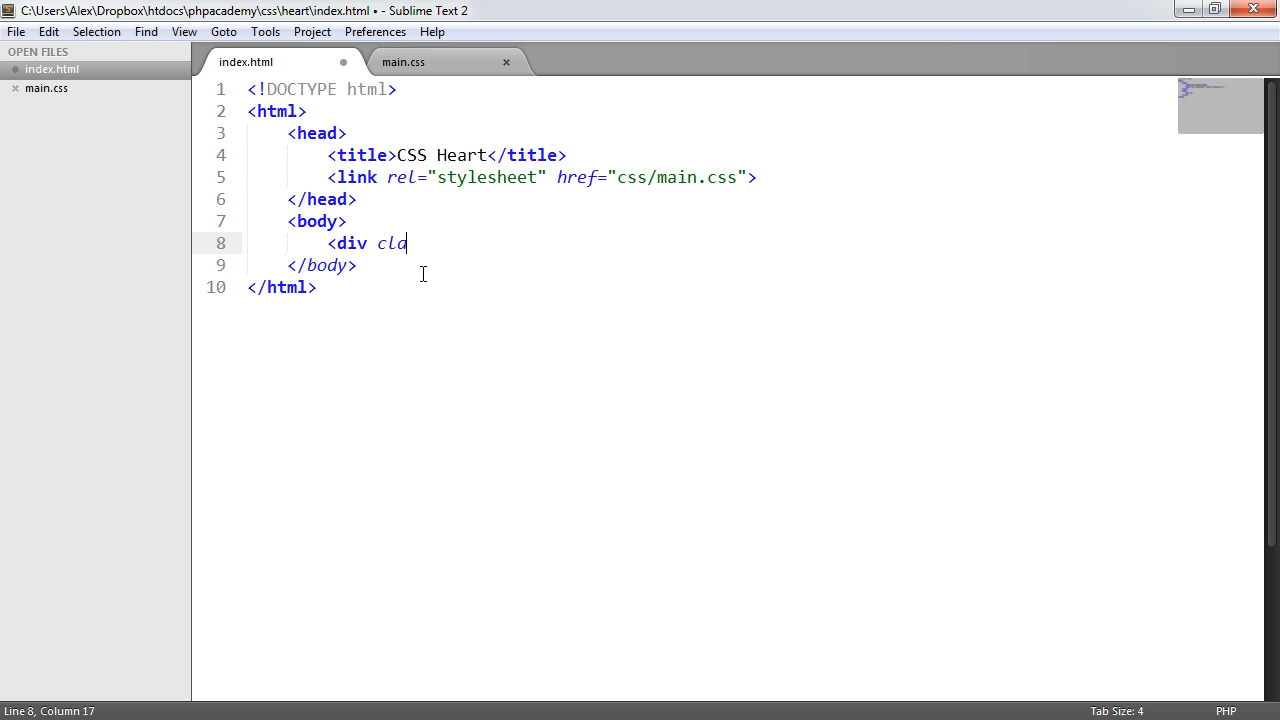 C:\Users\Alex\Dropbox\htdocs\phpacademy\css\heart\index.html • - Sublime Text 2
File Edit Selection Find View Goto Tools Project Preferences Help
OPEN FILES
index.html
main.css
index.html main.css
1 <!DOCTYPE html>
2 <html>
3 <head>
4 <title>CSS Heart</title>
5 <link rel="stylesheet" href="css/main.css">
6 </head>
7 <body>
8 <div cla
9 </body>
10 </html>
Line 8, Column 17 Tab Size: 4 PHP